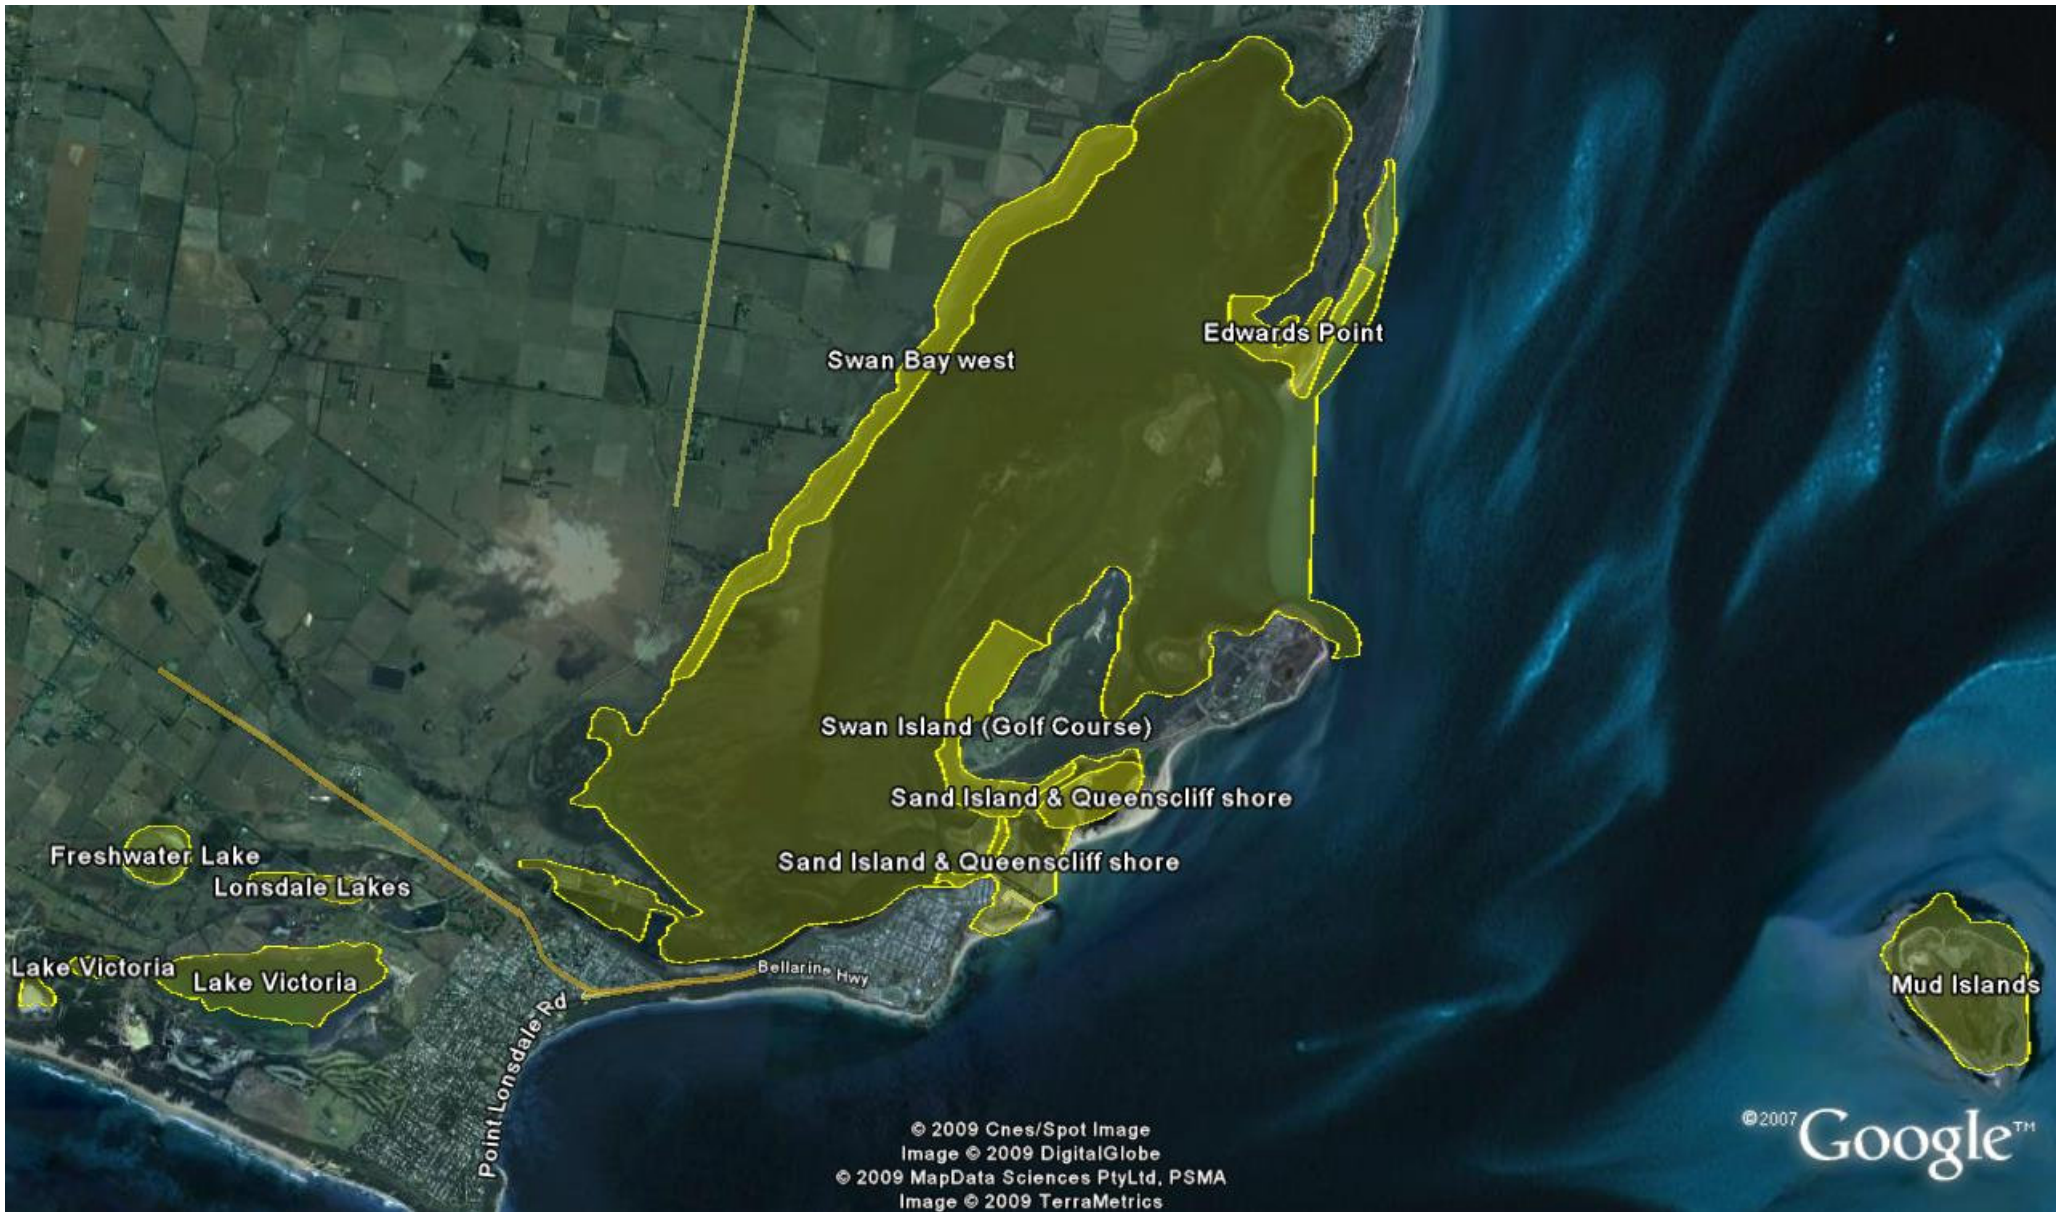 Edwards Point
Swan Bay west
Swan Island (Golf Course)
Sand Island & Queenscliff shore
Freshwater Lake
Sand Island & Queenscliff shore
Lonsdale Lakes
Lake Victoria
Lake Victoria
Bellarine Hwy
Mud Islands
Point Lonsdale Rd
© 2009 Cnes/Spot Image
Image © 2009 DigitalGlobe
© 2009 MapData Sciences PtyLtd, PSMA
Image © 2009 TerraMetrics
©2007 Google™